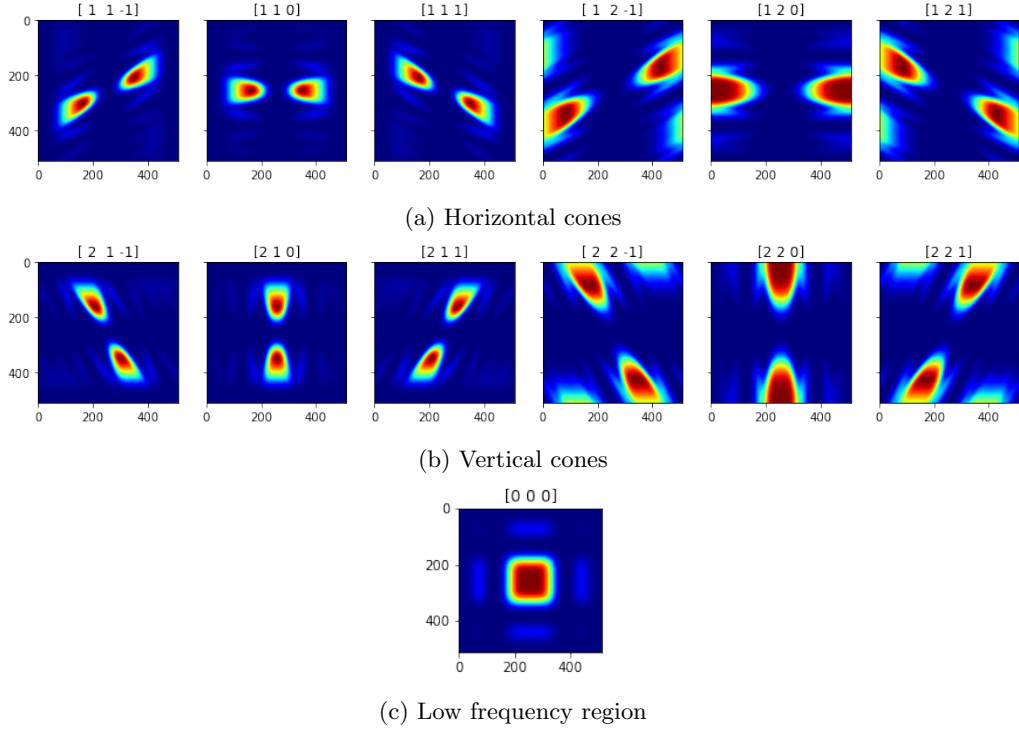 [ 1 1 -1] [1 1 0] [1 1 1] [ 1 2 -1] [1 2 0] [1 2 1]
0
200
400
0 200 400 0 200 400 0 200 400 0 200 400 0 200 400 0 200 400
(a) Horizontal cones
[ 2 1 -1] [2 1 0] [2 1 1] [ 2 2 -1] [2 2 0] [2 2 1]
0
200
400
0 200 400 0 200 400 0 200 400 0 200 400 0 200 400 0 200 400
(b) Vertical cones
[0 0 0]
0
200
400
0 200 400
(c) Low frequency region